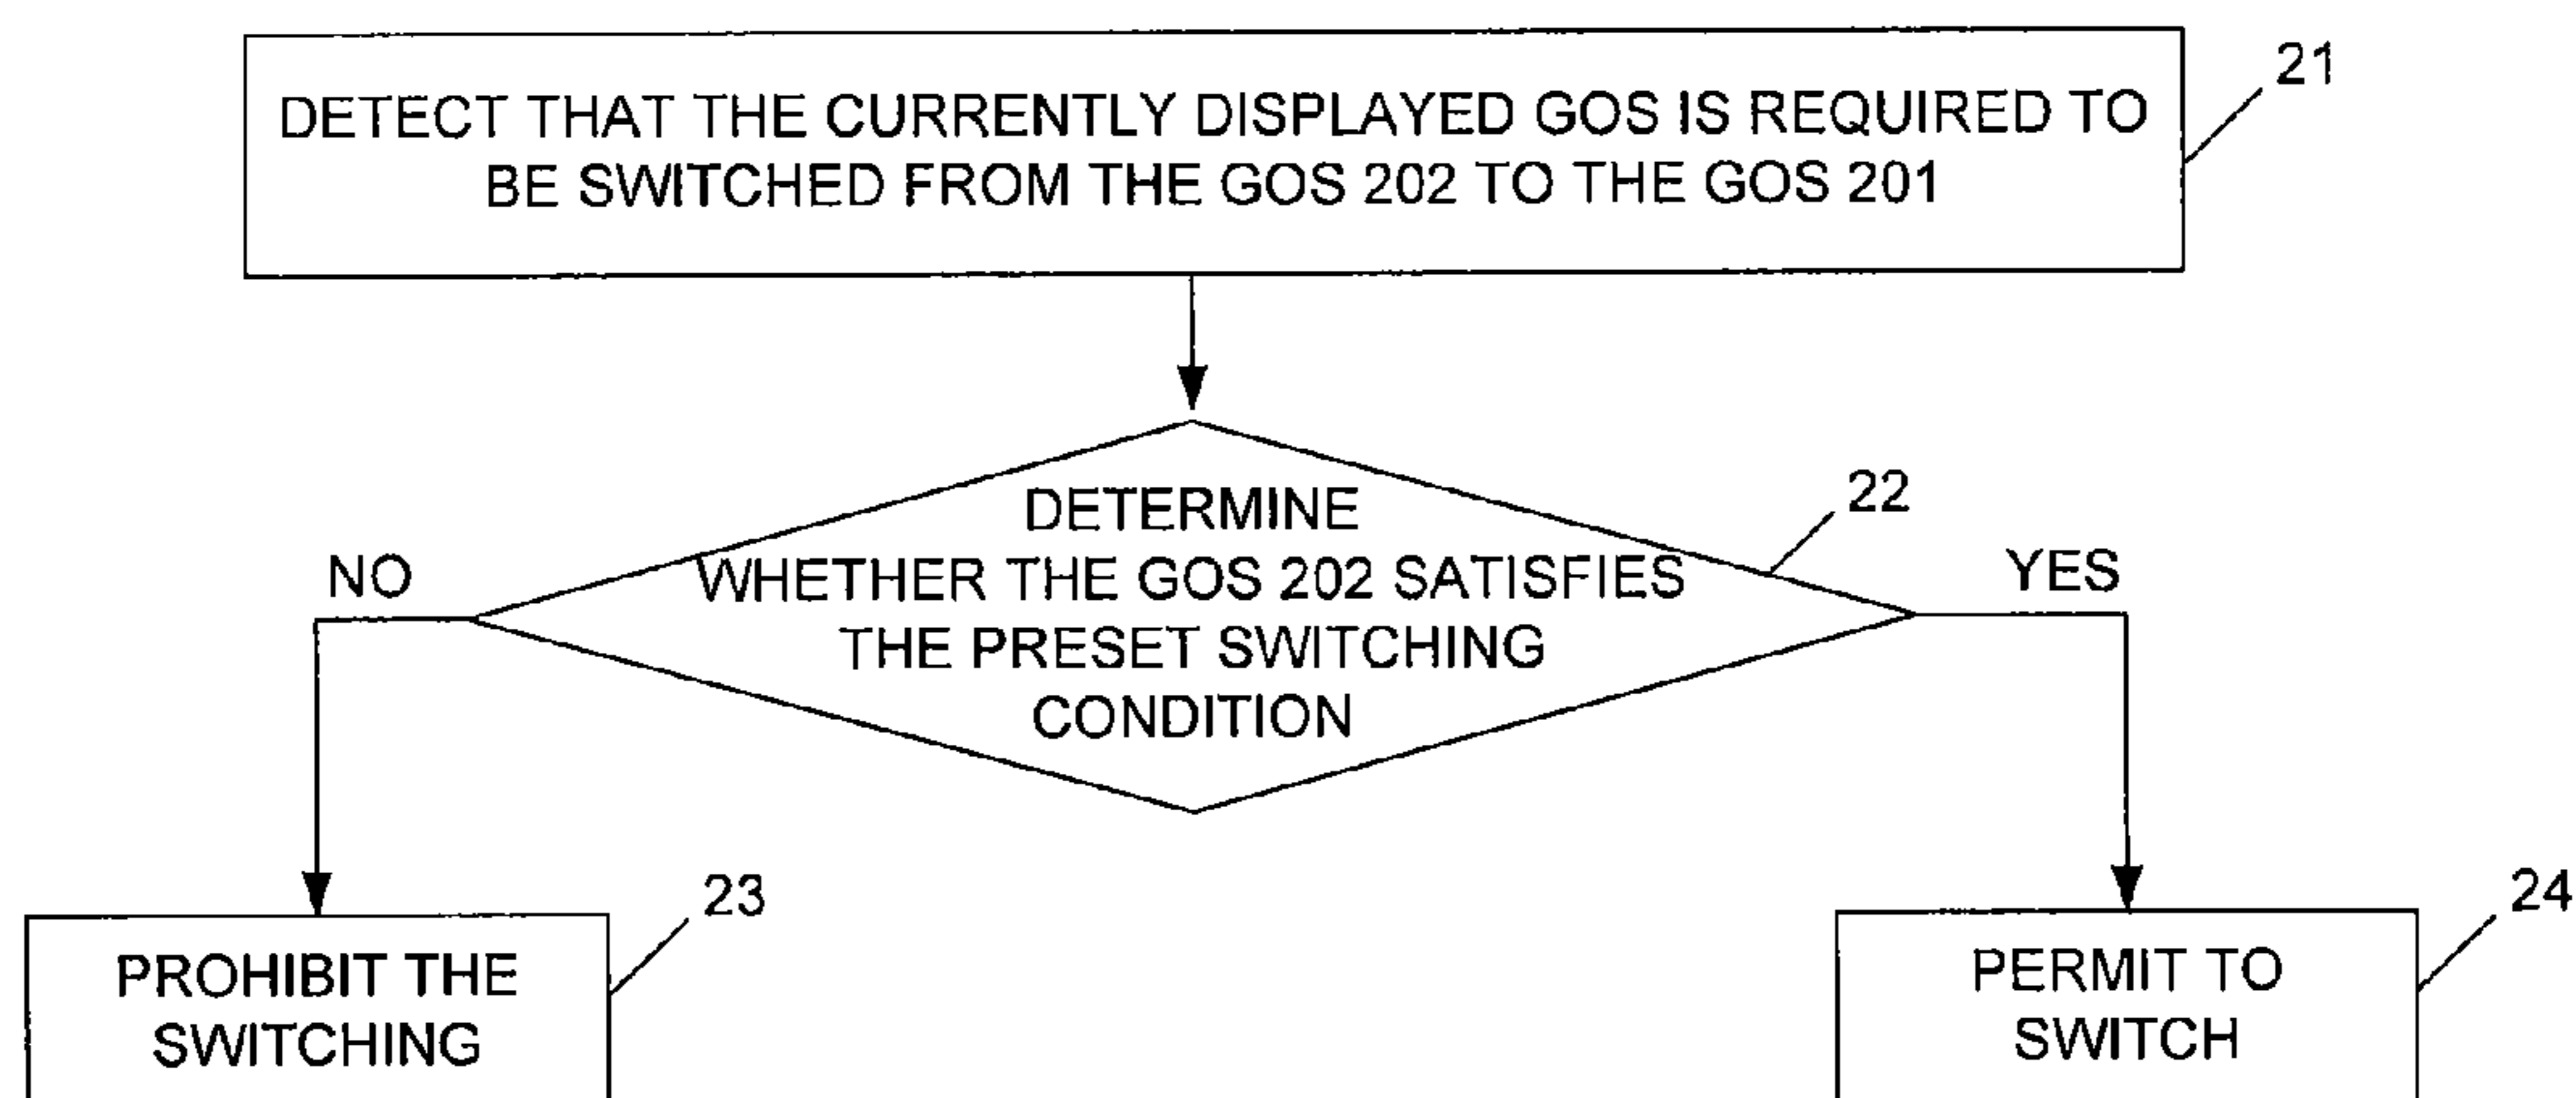 21
DETECT THAT THE CURRENTLY DISPLAYED GOS IS REQUIRED TO
BE SWITCHED FROM THE GOS 202 TO THE GOS 201
22
DETERMINE
WHETHER THE GOS 202 SATISFIES
THE PRESET SWITCHING
CONDITION
NO
YES
23
PROHIBIT THE
SWITCHING
24
PERMIT TO
SWITCH